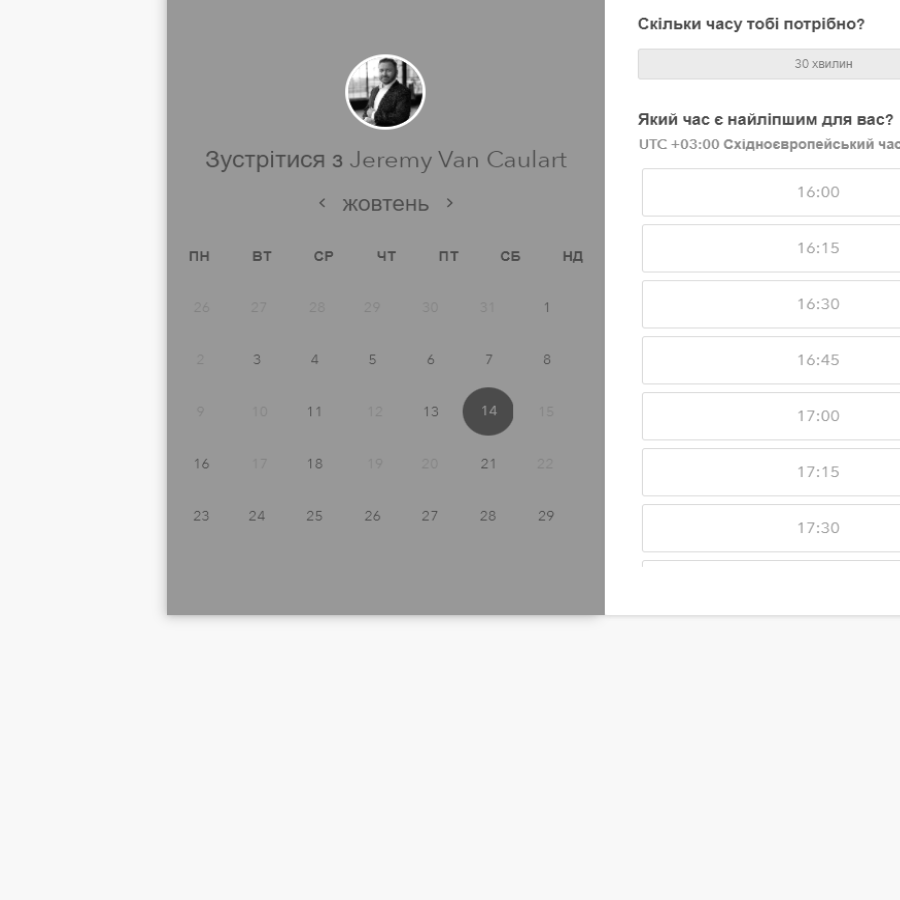 Зустрітися з Jeremy Van Caulart
< жовтень >
ПН ВТ СР ЧТ ПТ СБ НД
26 27 28 29 30 31 1
2 3 4 5 6 7 8
9 10 11 12 13 14 15
16 17 18 19 20 21 22
23 24 25 26 27 28 29
Скільки часу тобі потрібно?
30 хвилин
Який час є найліпшим для вас?
UTC +03:00 Східноєвропейський час
16:00
16:15
16:30
16:45
17:00
17:15
17:30